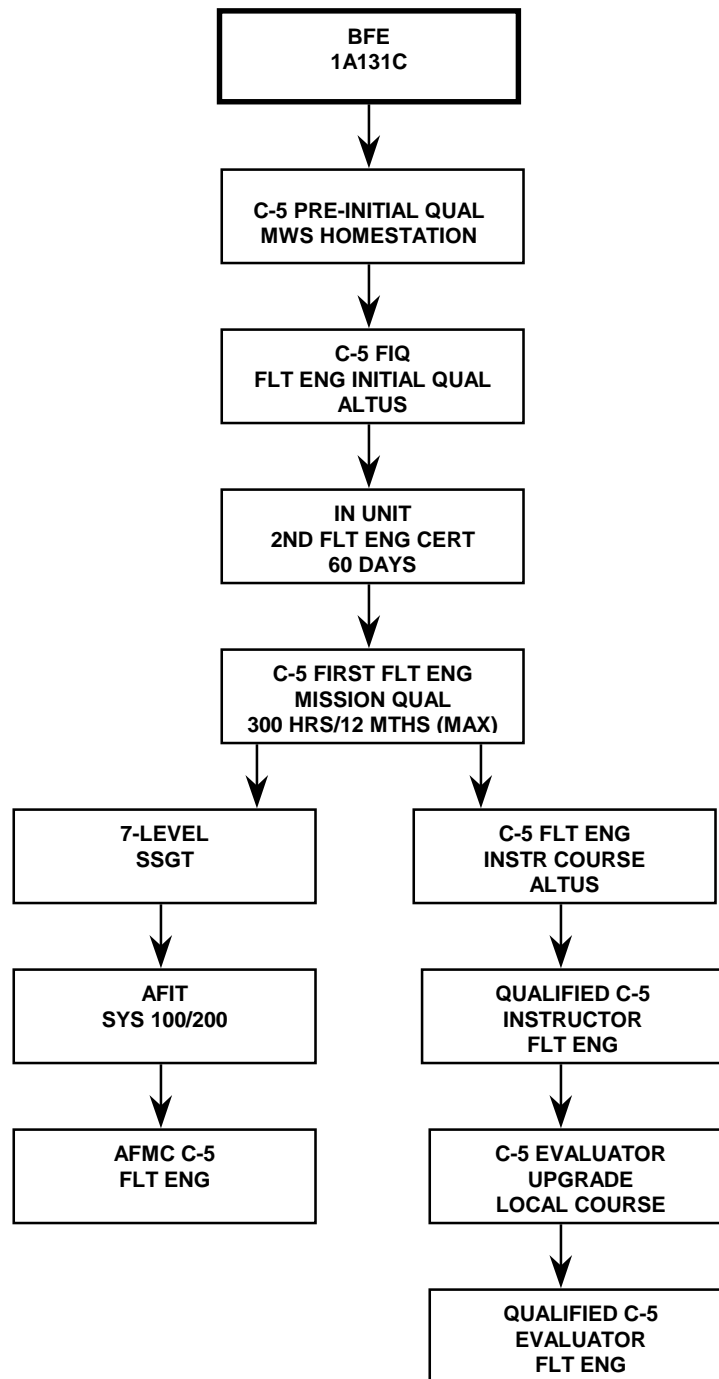 BFE
1A131C
C-5 PRE-INITIAL QUAL
MWS HOMESTATION
C-5 FIQ
FLT ENG INITIAL QUAL
ALTUS
IN UNIT
2ND FLT ENG CERT
60 DAYS
C-5 FIRST FLT ENG
MISSION QUAL
300 HRS/12 MTHS (MAX)
7-LEVEL
SSGT
AFIT
SYS 100/200
AFMC C-5
FLT ENG
C-5 FLT ENG
INSTR COURSE
ALTUS
QUALIFIED C-5
INSTRUCTOR
FLT ENG
C-5 EVALUATOR
UPGRADE
LOCAL COURSE
QUALIFIED C-5
EVALUATOR
FLT ENG